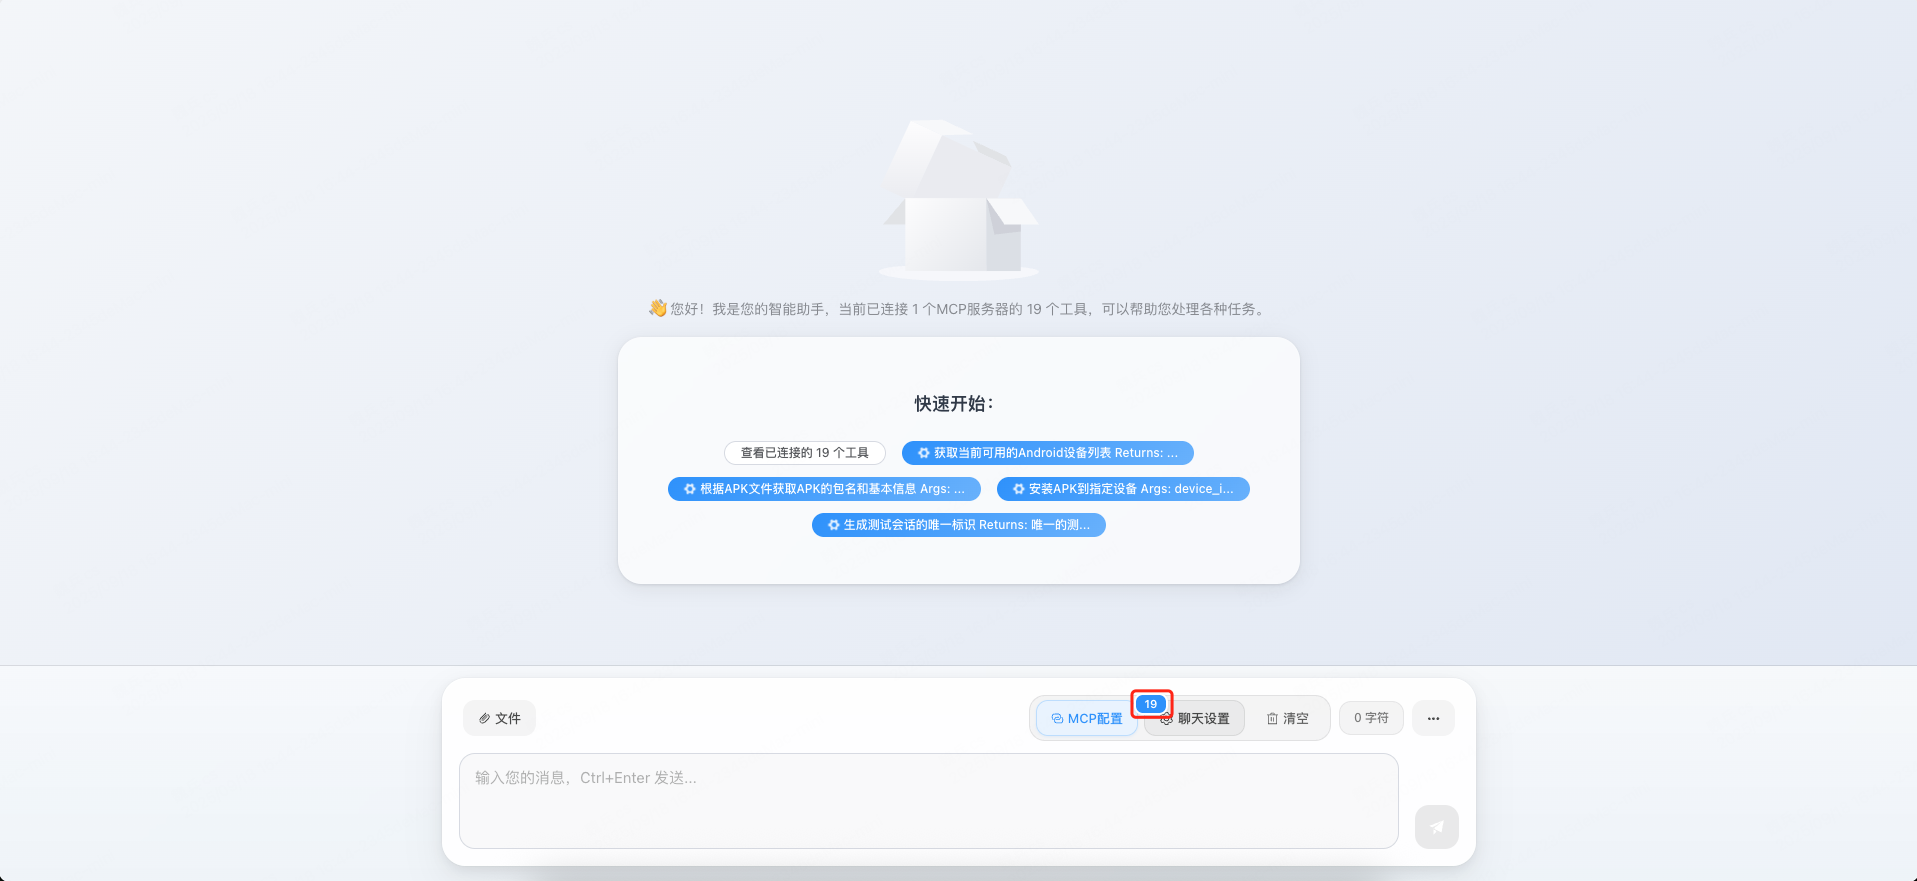 👋 您好！我是您的智能助手，当前已连接 1 个MCP服务器的 19 个工具，可以帮助您处理各种任务。
快速开始：
查看已连接的 19 个工具
获取当前可用的Android设备列表 Returns: ...
根据APK文件获取APK的包名和基本信息 Args: ...
安装APK到指定设备 Args: device_i...
生成测试会话的唯一标识 Returns: 唯一的测...
文件
MCP配置
19
聊天设置
清空
0 字符
输入您的消息，Ctrl+Enter 发送...